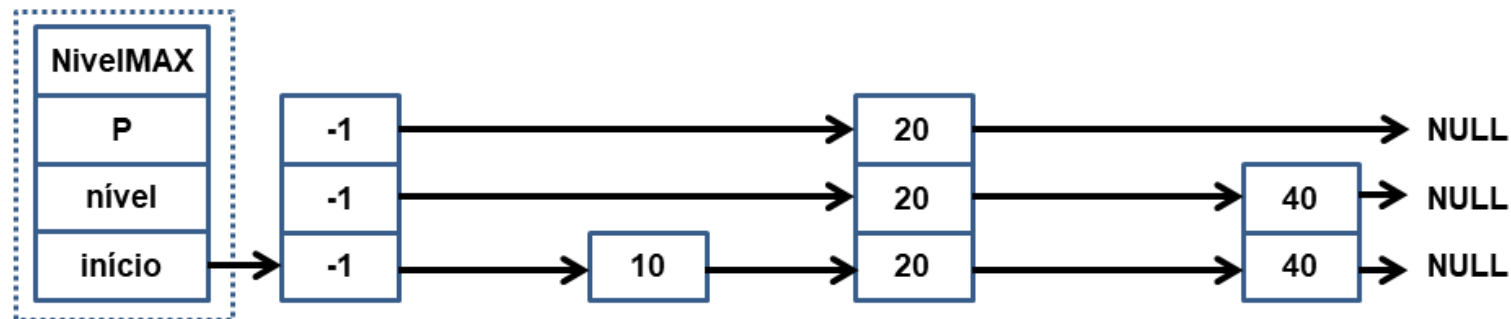 NivelMAX
P -1 20 NULL
nível -1 20 40 NULL
início -1 10 20 40 NULL